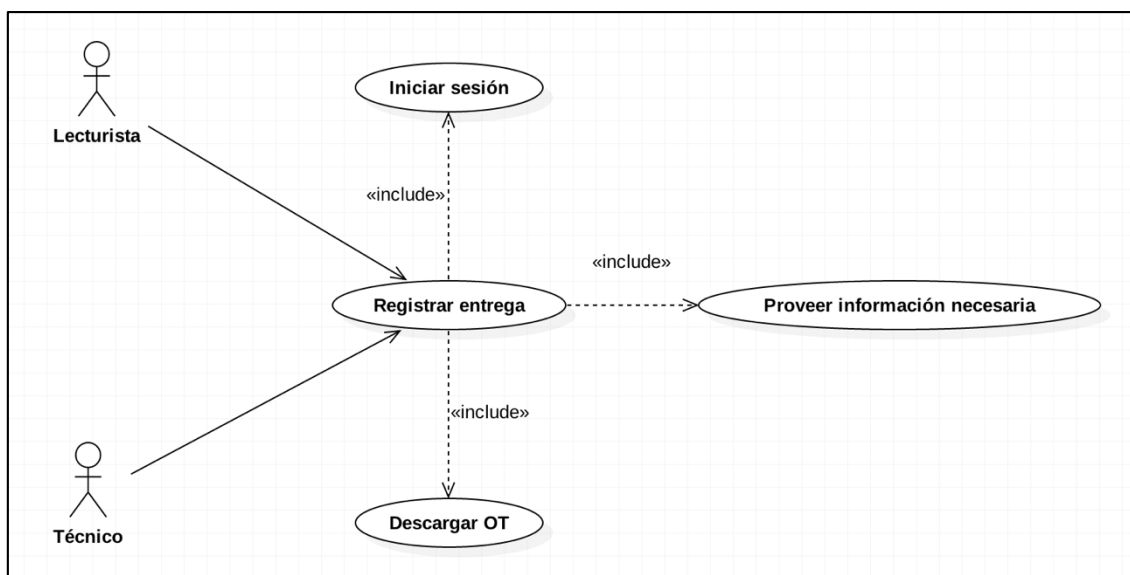 Iniciar sesión
Lecturista
«include»
«include»
Registrar entrega
Proveer información necesaria
«include»
Descargar OT
Técnico